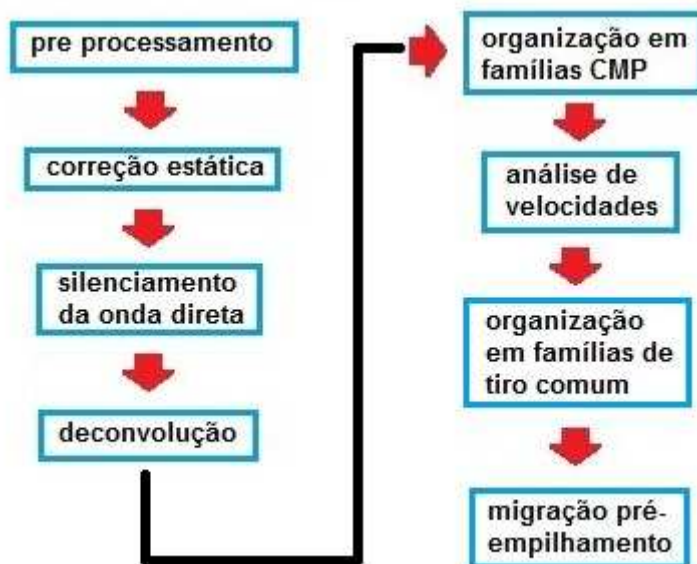 pre processamento
correção estática
silenciamento
da onda direta
deconvolução
organização em
famílias CMP
análise de
velocidades
organização
em famílias de
tiro comum
migração pré-
empilhamento